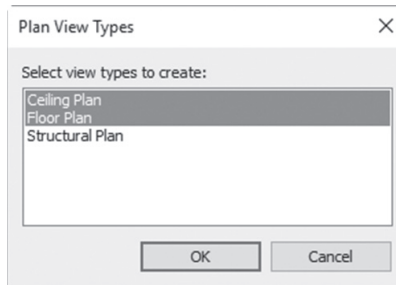 Plan View Types
Select view types to create:
Ceiling Plan
Floor Plan
Structural Plan
OK Cancel